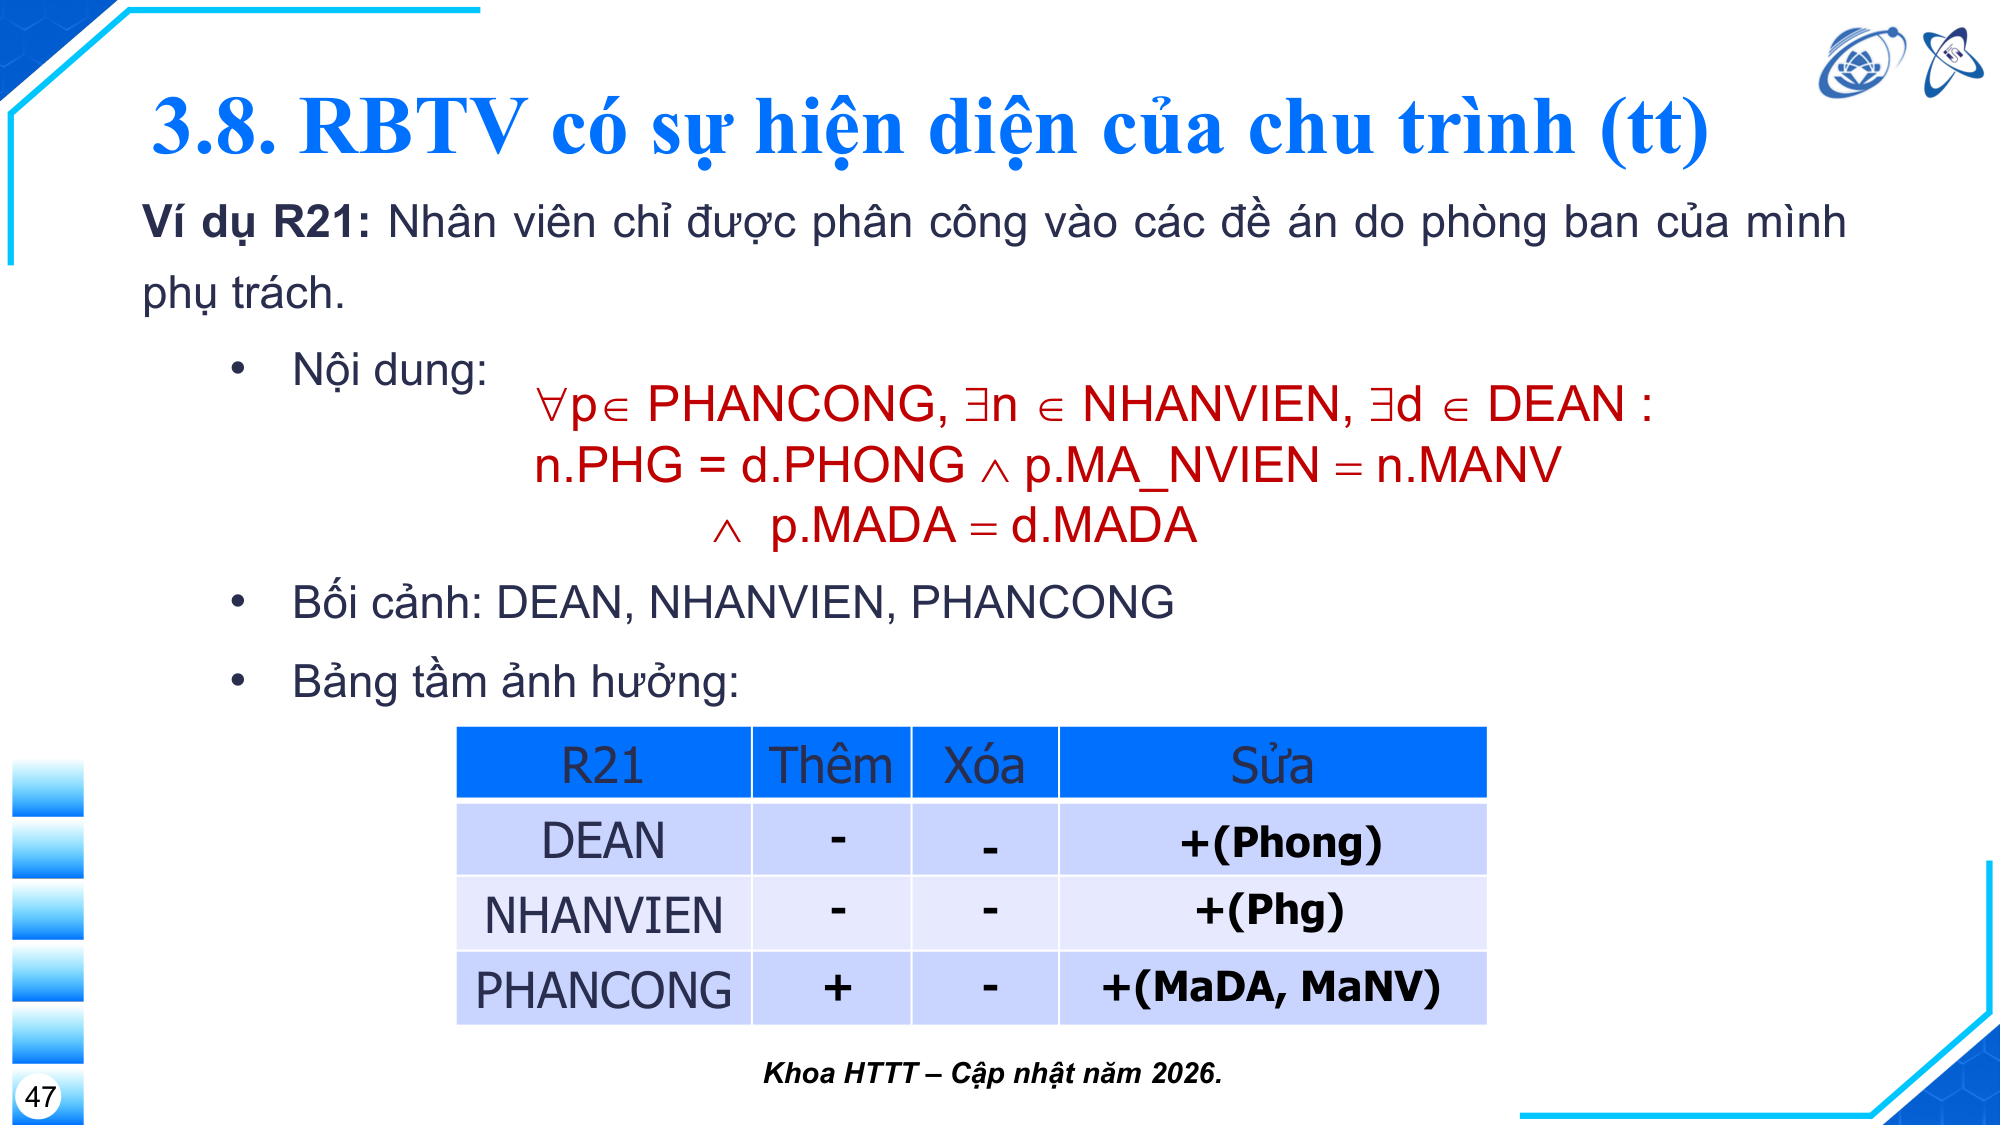 3.8. RBTV có sự hiện diện của chu trình (tt)
Ví dụ R21: Nhân viên chỉ được phân công vào các đề án do phòng ban của mình
phụ trách.
• Nội dung:
∀p∈ PHANCONG, ∃n ∈ NHANVIEN, ∃d ∈ DEAN :
n.PHG = d.PHONG ∧ p.MA_NVIEN = n.MANV
∧ p.MADA = d.MADA
• Bối cảnh: DEAN, NHANVIEN, PHANCONG
• Bảng tầm ảnh hưởng:
R21 Thêm Xóa Sửa
DEAN - - +(Phong)
NHANVIEN - - +(Phg)
PHANCONG + - +(MaDA, MaNV)
Khoa HTTT – Cập nhật năm 2026.
47